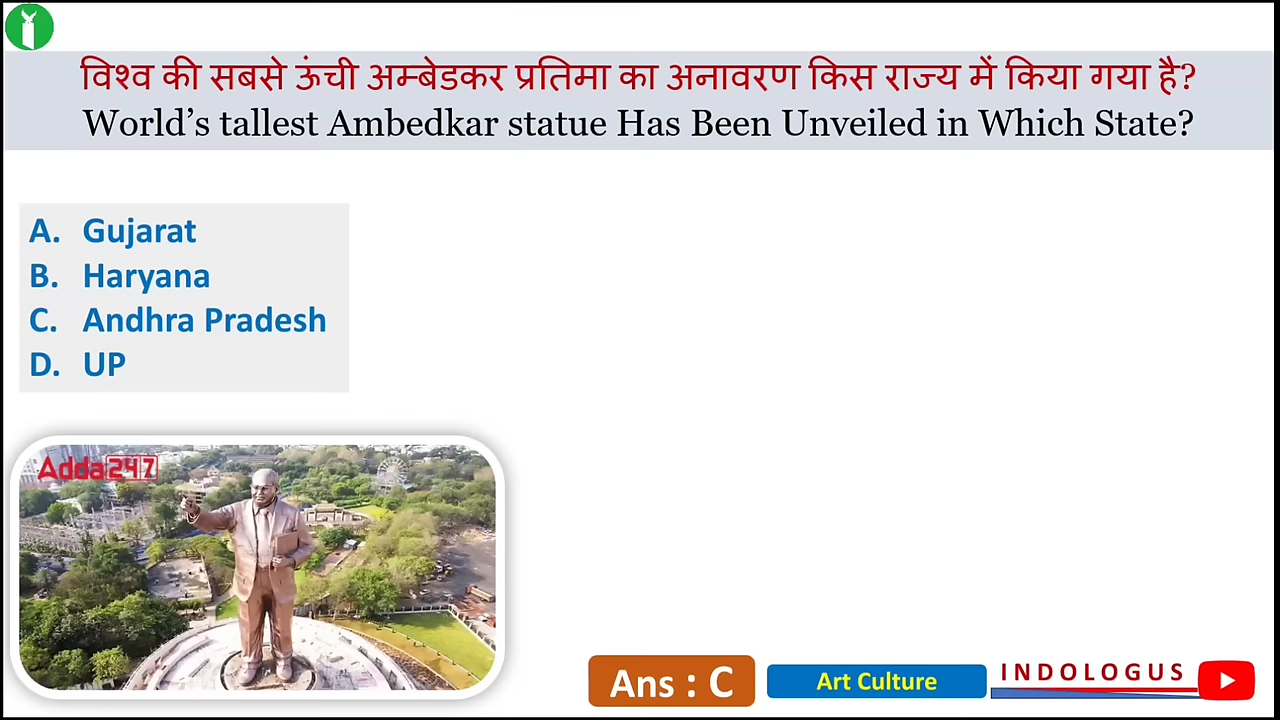 विश्व की सबसे ऊंची अम्बेडकर प्रतिमा का अनावरण किस राज्य में किया गया है?
World’s tallest Ambedkar statue Has Been Unveiled in Which State?
A. Gujarat
B. Haryana
C. Andhra Pradesh
D. UP
Adda247
Ans : C
Art Culture
INDOLOGUS